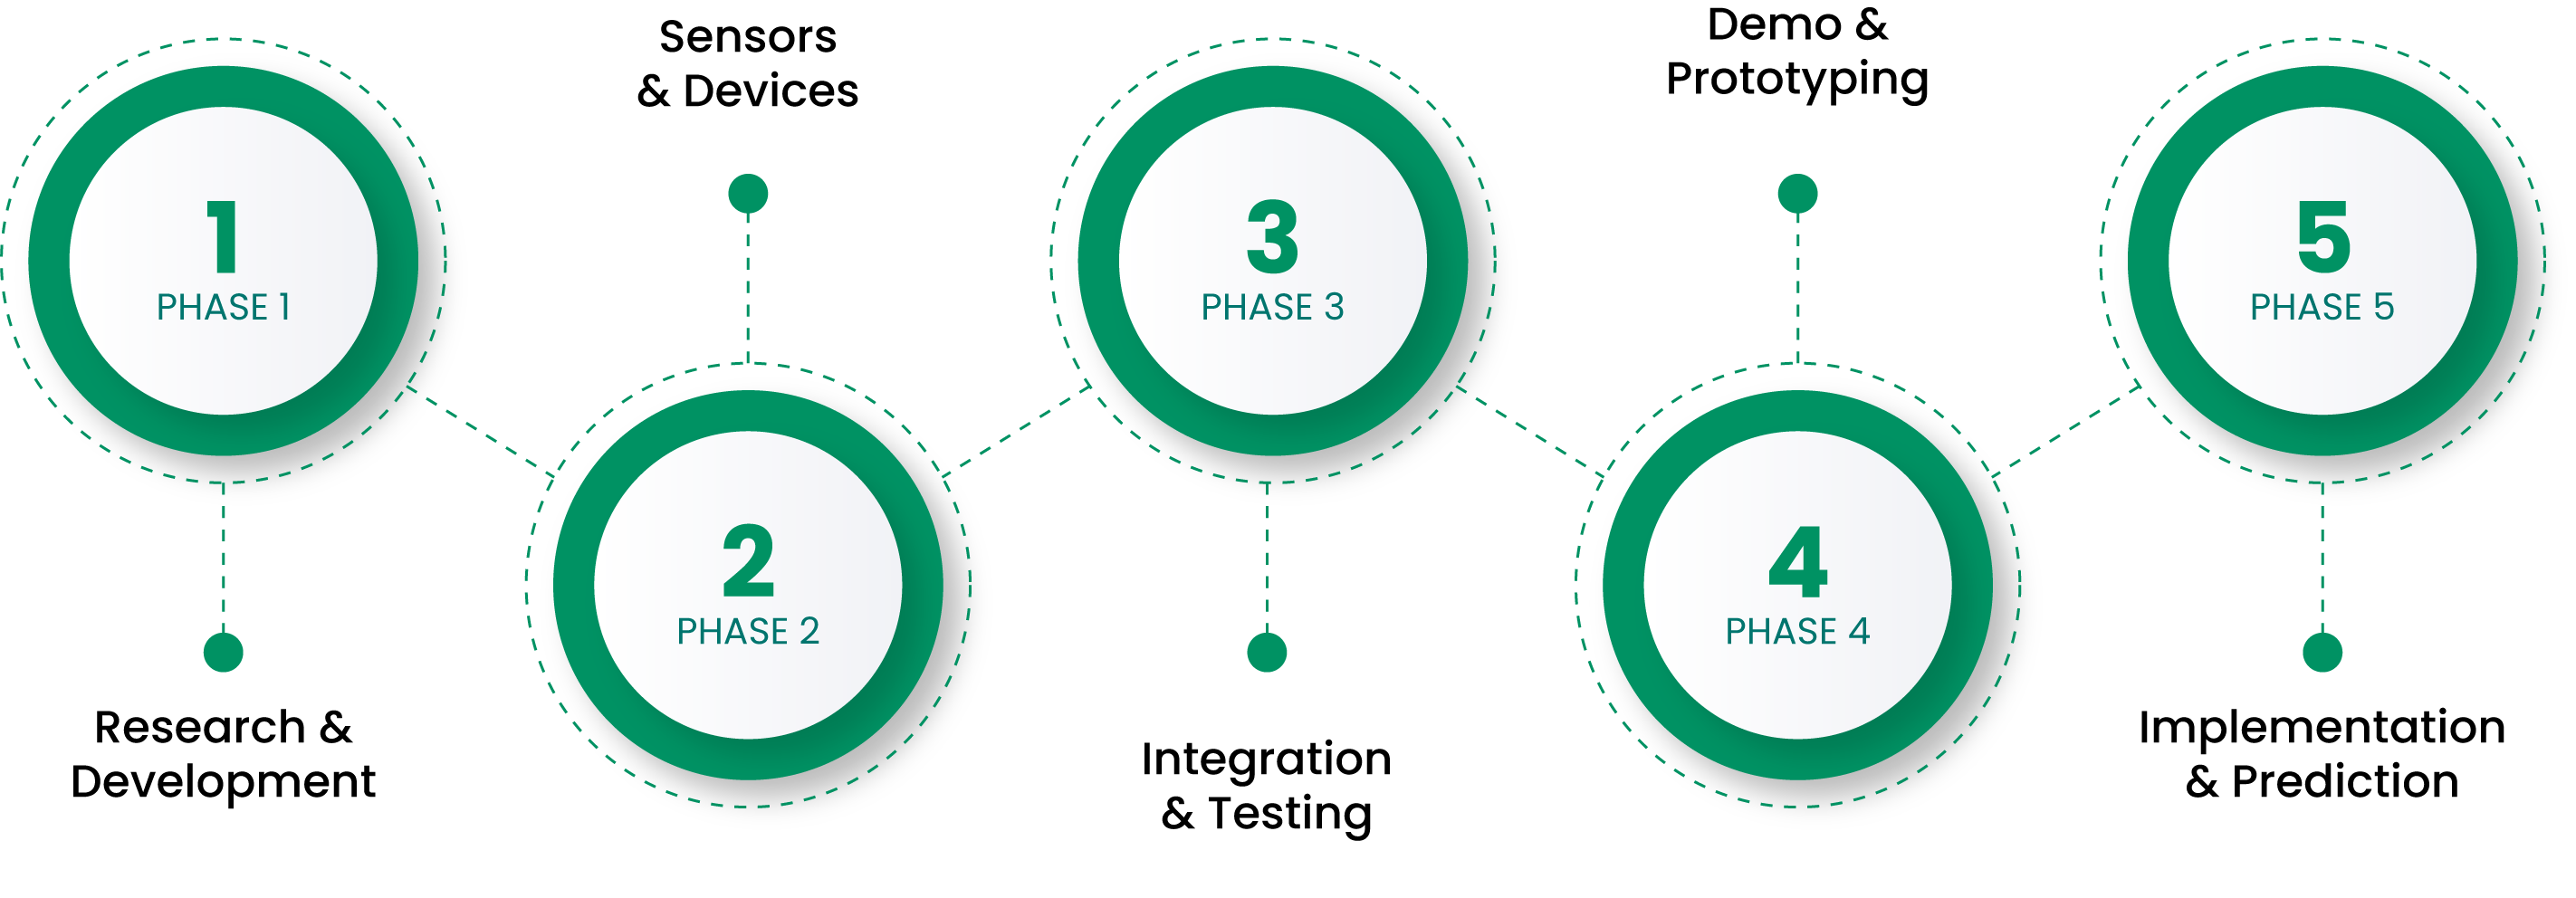 1
PHASE 1
Research &
Development
Sensors
& Devices
2
PHASE 2
3
PHASE 3
Integration
& Testing
Demo &
Prototyping
4
PHASE 4
5
PHASE 5
Implementation
& Prediction